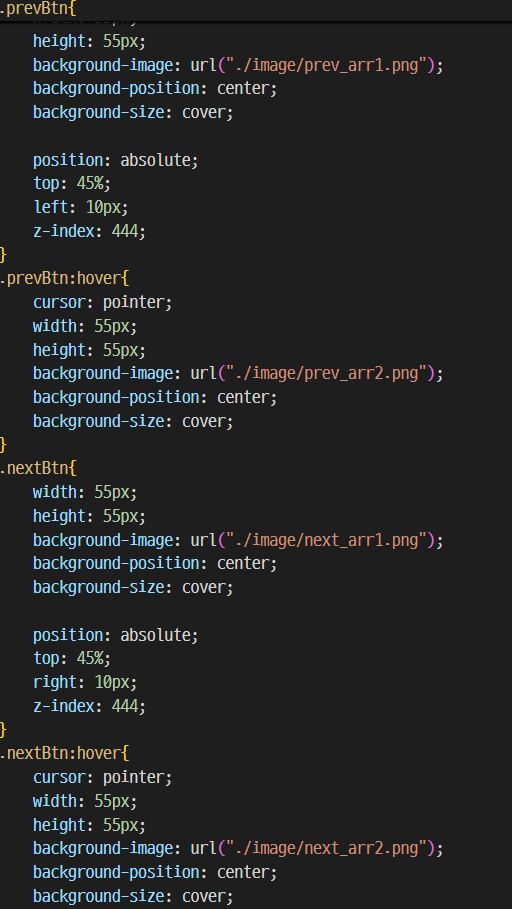 .prevBtn{
height: 55px;
background-image: url("./image/prev_arr1.png");
background-position: center;
background-size: cover;
position: absolute;
top: 45%;
left: 10px;
z-index: 444;
}
.prevBtn:hover{
cursor: pointer;
width: 55px;
height: 55px;
background-image: url("./image/prev_arr2.png");
background-position: center;
background-size: cover;
}
.nextBtn{
width: 55px;
height: 55px;
background-image: url("./image/next_arr1.png");
background-position: center;
background-size: cover;
position: absolute;
top: 45%;
right: 10px;
z-index: 444;
}
.nextBtn:hover{
cursor: pointer;
width: 55px;
height: 55px;
background-image: url("./image/next_arr2.png");
background-position: center;
background-size: cover;